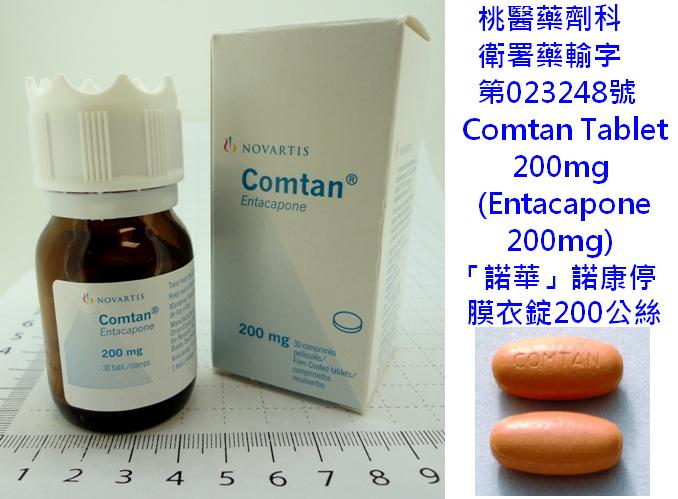 NOVARTIS
Comtan®
Entacapone
200 mg
30 comprimés
pelliculés/
Film-Coated tablets/
comprimidos
recubiertos
NOVARTIS
Comtan®
Entacapone
200 mg
30 tabl./compr.
1 2 3 4 5 6 7 8 9
桃醫藥劑科
衛署藥輸字
第023248號
Comtan Tablet
200mg
(Entacapone
200mg)
「諾華」諾康停
膜衣錠200公絲
COMTAN